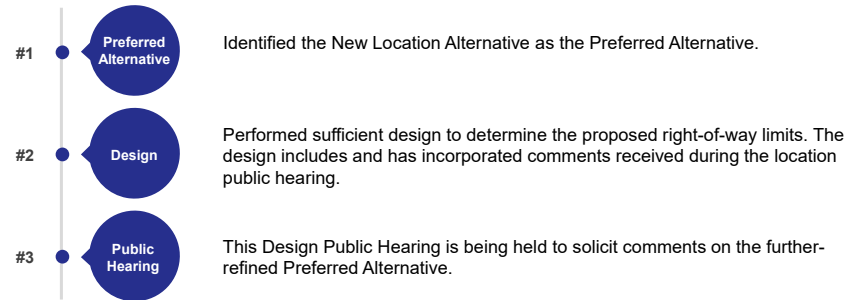 #1
Preferred
Alternative
Identified the New Location Alternative as the Preferred Alternative.
#2
Design
Performed sufficient design to determine the proposed right-of-way limits. The
design includes and has incorporated comments received during the location
public hearing.
#3
Public
Hearing
This Design Public Hearing is being held to solicit comments on the further-
refined Preferred Alternative.